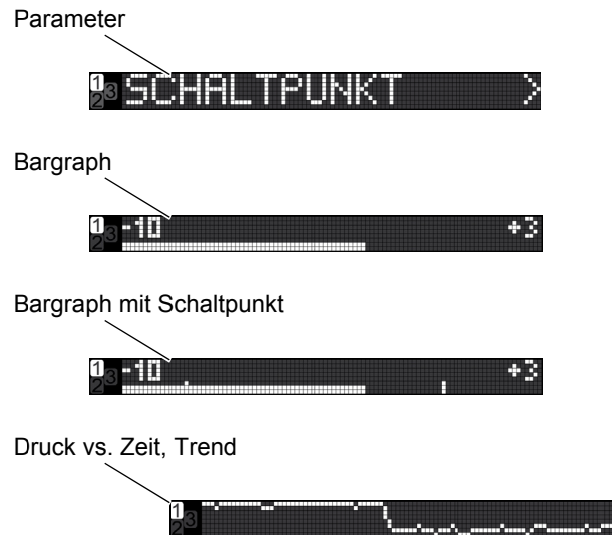 Parameter
1 2 3 SCHALTPUNKT >
Bargraph
1 2 3 -10 +3
Bargraph mit Schaltpunkt
1 2 3 -10 +3
Druck vs. Zeit, Trend
1 2 3